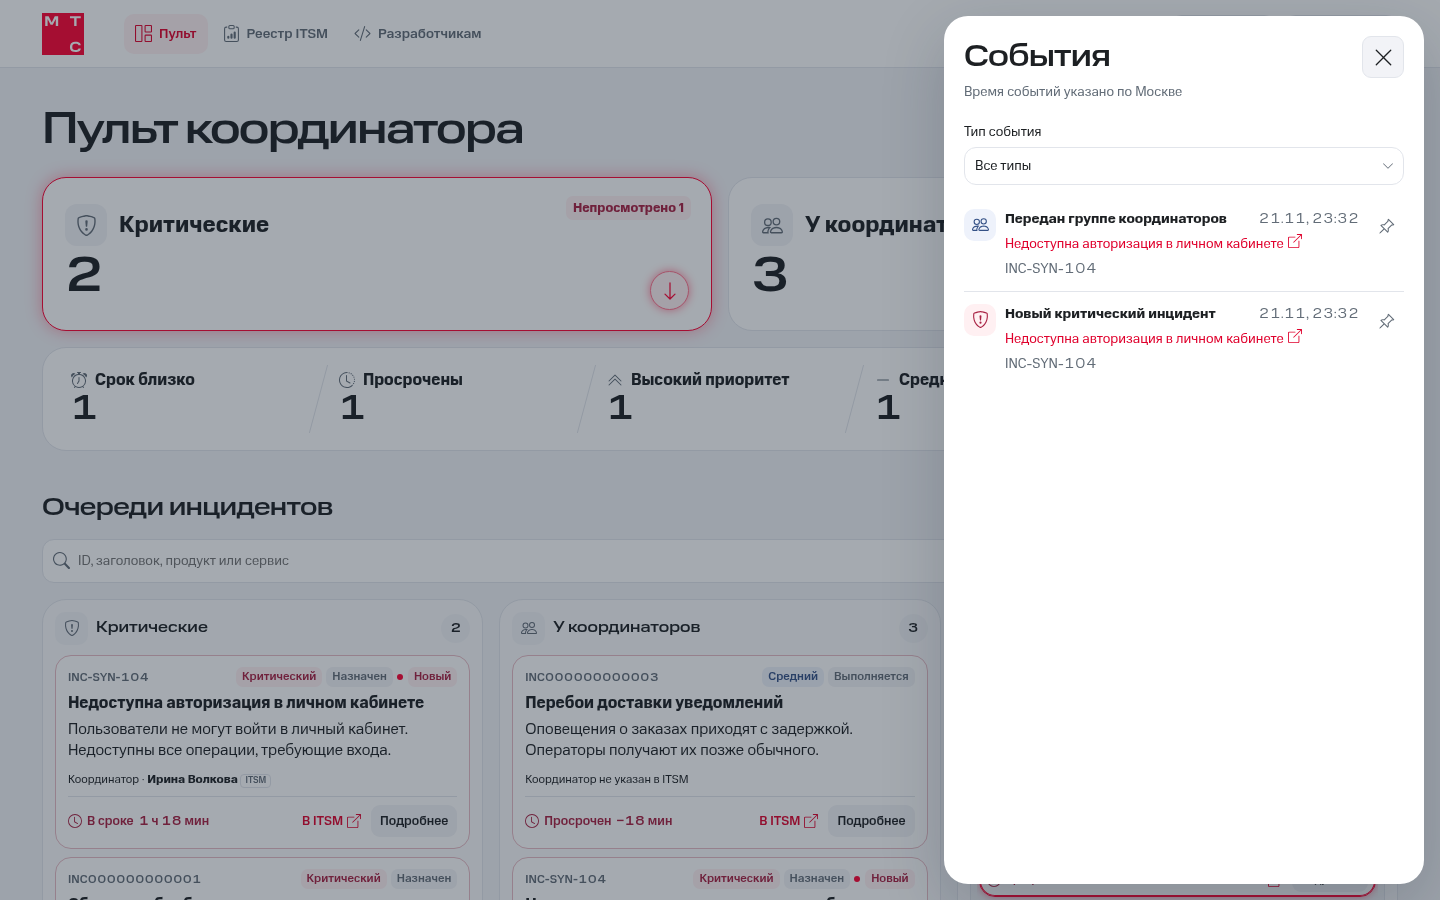 М Т С
Пульт
Реестр ITSM
Разработчикам
Пульт координатора
Критические
Непросмотрено 1
2
У координат
3
Срок близко
1
Просрочены
1
Высокий приоритет
1
Средн
1
Очереди инцидентов
ID, заголовок, продукт или сервис
Критические 2
INC-SYN-104 Критический Назначен Новый
Недоступна авторизация в личном кабинете
Пользователи не могут войти в личный кабинет.
Недоступны все операции, требующие входа.
Координатор · Ирина Волкова ITSM
В сроке 1 ч 18 мин В ITSM Подробнее
INC000000000001 Критический Назначен
У координаторов 3
INC000000000003 Средний Выполняется
Перебои доставки уведомлений
Оповещения о заказах приходят с задержкой.
Операторы получают их позже обычного.
Координатор не указан в ITSM
Просрочен −18 мин В ITSM Подробнее
INC-SYN-104 Критический Назначен Новый
События
Время событий указано по Москве
Тип события
Все типы
Передан группе координаторов 21.11, 23:32
Недоступна авторизация в личном кабинете
INC-SYN-104
Новый критический инцидент 21.11, 23:32
Недоступна авторизация в личном кабинете
INC-SYN-104